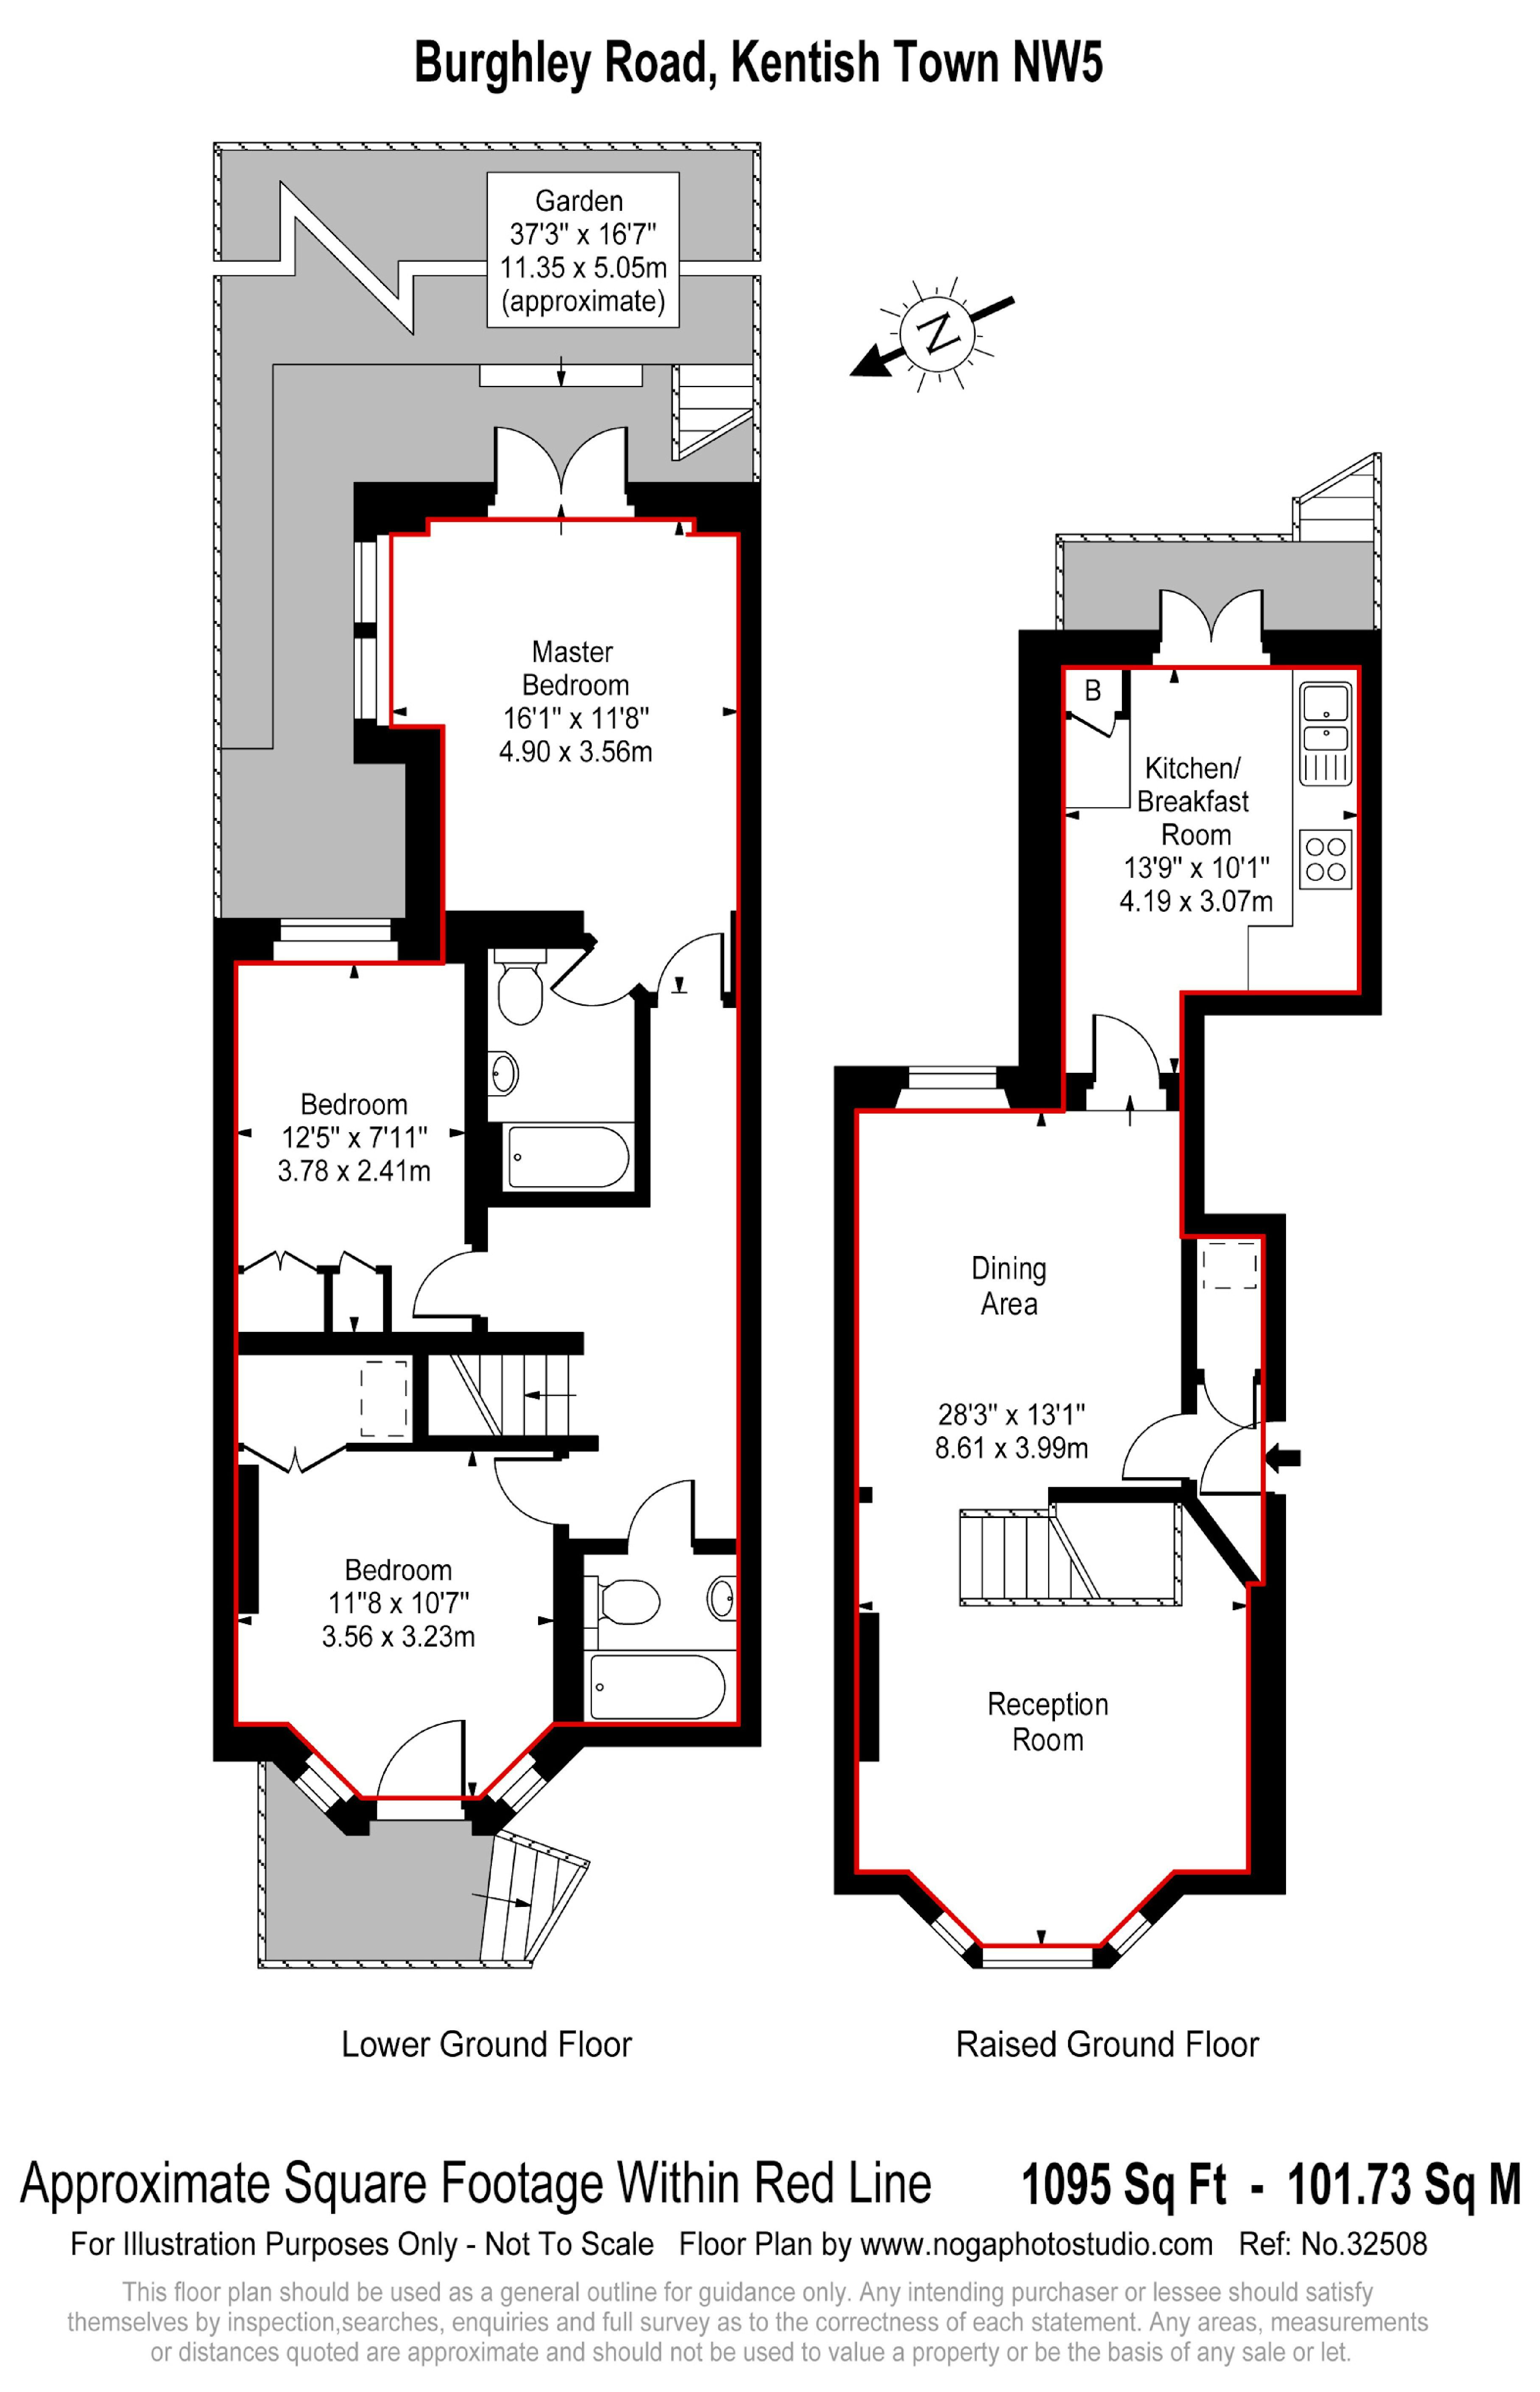 Burghley Road, Kentish Town NW5
Garden
37'3" x 16'7"
11.35 x 5.05m
(approximate)
N
Master
Bedroom
16'1" x 11'8"
4.90 x 3.56m
B
Kitchen/
Breakfast
Room
13'9" x 10'1"
4.19 x 3.07m
Bedroom
12'5" x 7'11"
3.78 x 2.41m
Dining
Area
28'3" x 13'1"
8.61 x 3.99m
Bedroom
11"8 x 10'7"
3.56 x 3.23m
Reception
Room
Lower Ground Floor
Raised Ground Floor
Approximate Square Footage Within Red Line 1095 Sq Ft - 101.73 Sq M
For Illustration Purposes Only - Not To Scale Floor Plan by www.nogaphotostudio.com Ref: No.32508
This floor plan should be used as a general outline for guidance only. Any intending purchaser or lessee should satisfy
themselves by inspection,searches, enquiries and full survey as to the correctness of each statement. Any areas, measurements
or distances quoted are approximate and should not be used to value a property or be the basis of any sale or let.